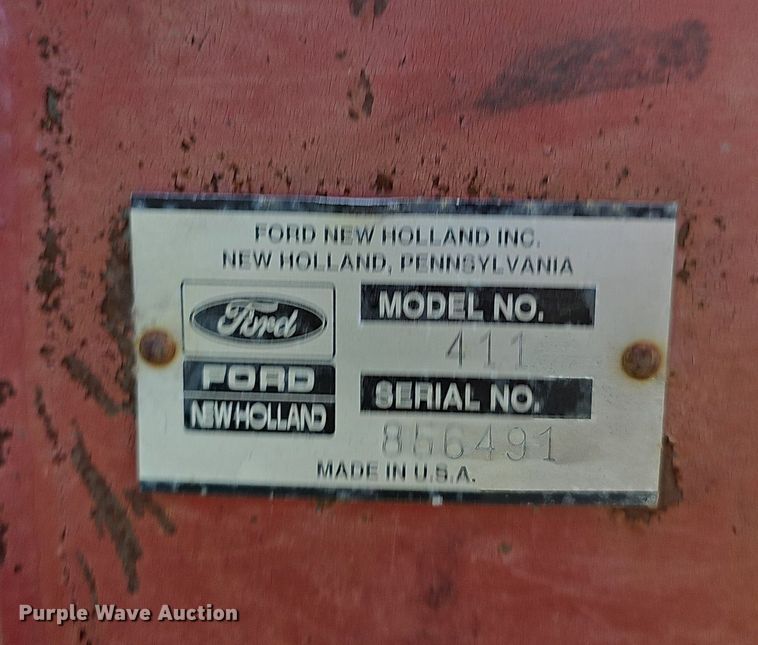 FORD NEW HOLLAND INC.
NEW HOLLAND, PENNSYLVANIA
Ford
FORD
NEW HOLLAND
MODEL NO.
411
SERIAL NO.
856491
MADE IN U.S.A.
Purple Wave Auction